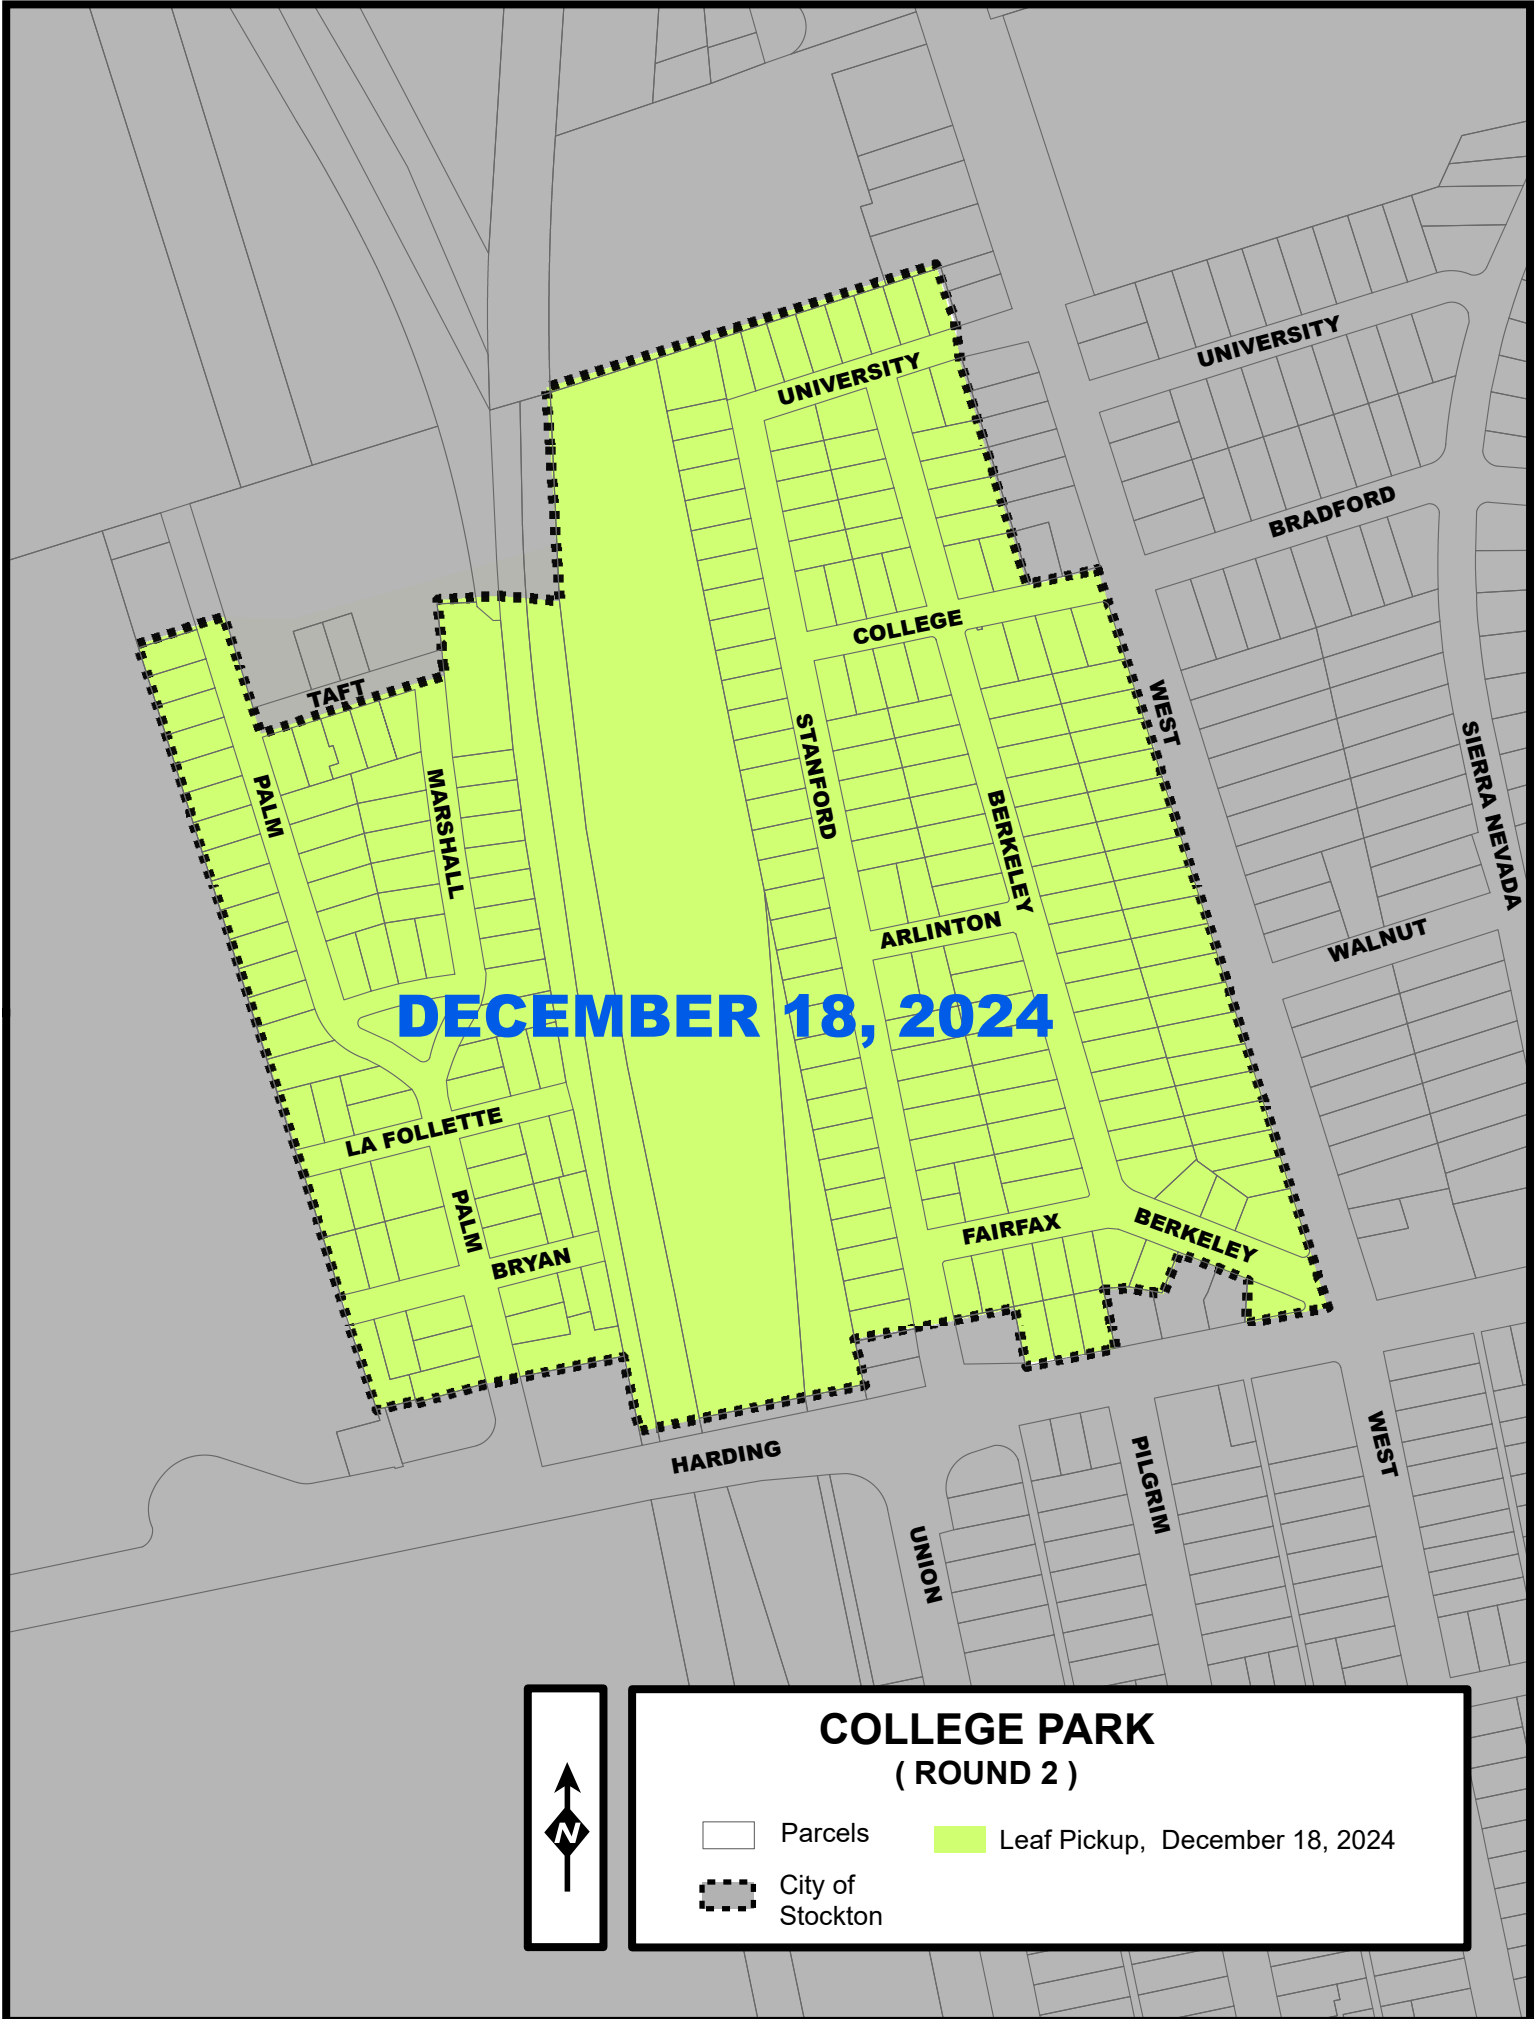 UNIVERSITY
UNIVERSITY
BRADFORD
COLLEGE
TAFT
WEST
STANFORD
SIERRA NEVADA
PALM
MARSHALL
BERKELEY
ARLINTON
WALNUT
DECEMBER 18, 2024
LA FOLLETTE
PALM
FAIRFAX
BERKELEY
BRYAN
HARDING
WEST
PILGRIM
UNION
COLLEGE PARK
( ROUND 2 )
N
Parcels
Leaf Pickup, December 18, 2024
City of
Stockton